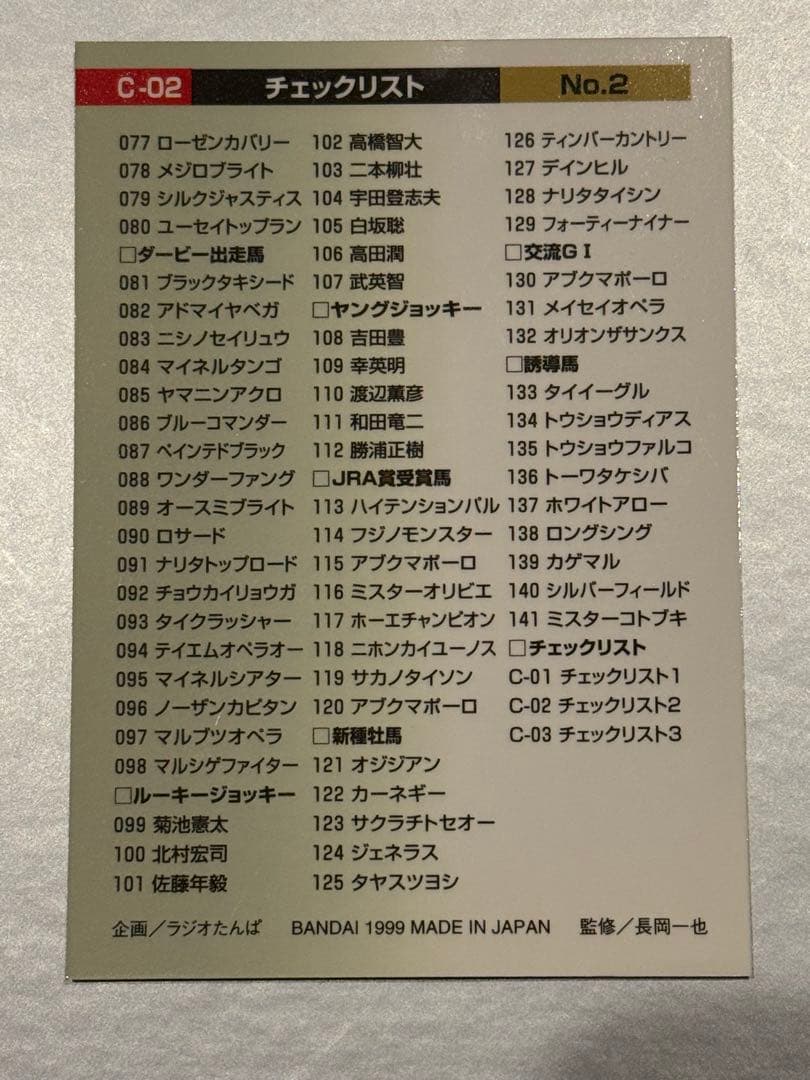 C-02 チェックリスト No.2
077 ローゼンカバリー
078 メジロブライト
079 シルクジャスティス
080 ユーセイトップラン
□ダービー出走馬
081 ブラックタキシード
082 アドマイヤベガ
083 ニシノセイリュウ
084 マイネルタンゴ
085 ヤマニンアクロ
086 ブルーコマンダー
087 ペインテドブラック
088 ワンダーファング
089 オースミブライト
090 ロサード
091 ナリタトップロード
092 チョウカイリョウガ
093 タイクラッシャー
094 テイエムオペラオー
095 マイネルシアター
096 ノーザンカピタン
097 マルブツオペラ
098 マルシゲファイター
□ルーキージョッキー
099 菊池憲太
100 北村宏司
101 佐藤年毅
102 高橋智大
103 二本柳壮
104 宇田登志夫
105 白坂聡
106 高田潤
107 武英智
□ヤングジョッキー
108 吉田豊
109 幸英明
110 渡辺薫彦
111 和田竜二
112 勝浦正樹
□JRA賞受賞馬
113 ハイテンションパル
114 フジノモンスター
115 アブクマポーロ
116 ミスターオリビエ
117 ホーエチャンピオン
118 ニホンカイユーノス
119 サカノタイソン
120 アブクマポーロ
□新種牡馬
121 オジジアン
122 カーネギー
123 サクラチトセオー
124 ジェネラス
125 タヤスツヨシ
126 ティンバーカントリー
127 デインヒル
128 ナリタタイシン
129 フォーティーナイナー
□交流GⅠ
130 アブクマポーロ
131 メイセイオペラ
132 オリオンザサンクス
□誘導馬
133 タイイーグル
134 トウショウディアス
135 トウショウファルコ
136 トーワタケシバ
137 ホワイトアロー
138 ロングシング
139 カゲマル
140 シルバーフィールド
141 ミスターコトブキ
□チェックリスト
C-01 チェックリスト1
C-02 チェックリスト2
C-03 チェックリスト3
企画／ラジオたんぱ BANDAI 1999 MADE IN JAPAN 監修／長岡一也